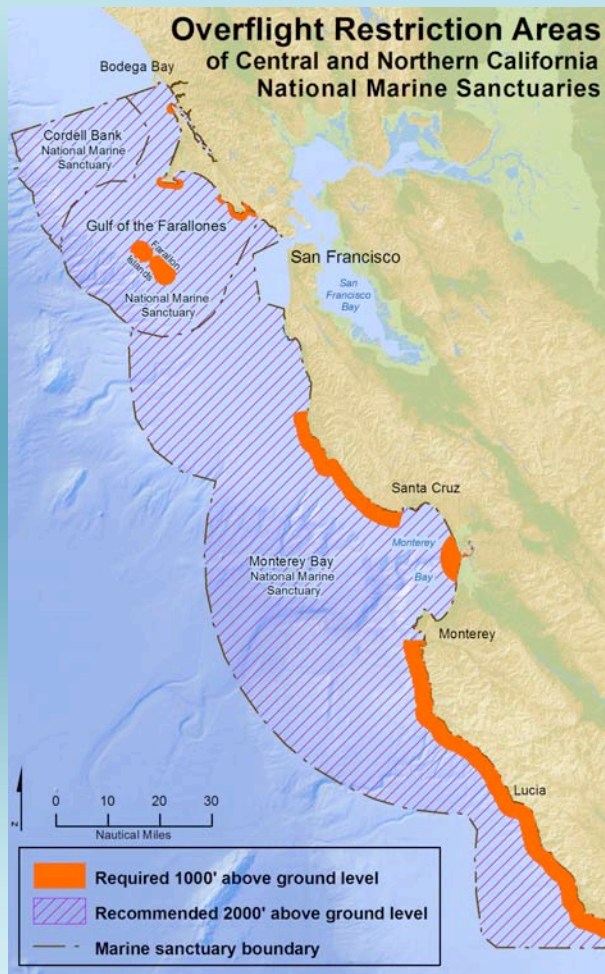 Overflight Restriction Areas
of Central and Northern California
National Marine Sanctuaries
Bodega Bay
Cordell Bank
National Marine
Sanctuary
Gulf of the Farallones
Farallon
Islands
National Marine
Sanctuary
San Francisco
San
Francisco
Bay
Santa Cruz
Monterey
Bay
Monterey Bay
National Marine
Sanctuary
Monterey
Lucia
N
0 10 20 30
Nautical Miles
Required 1000' above ground level
Recommended 2000' above ground level
Marine sanctuary boundary